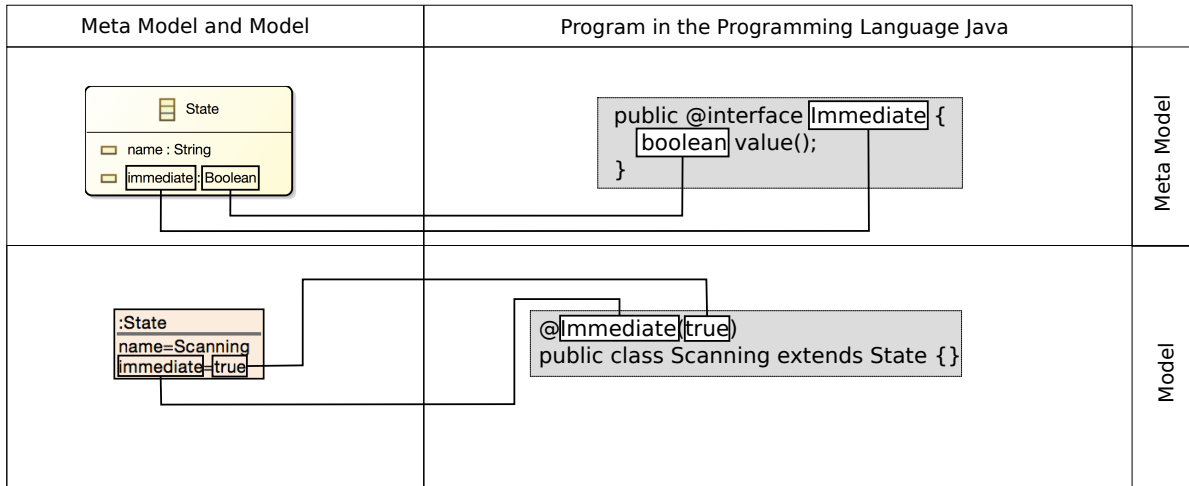 Meta Model and Model
Program in the Programming Language Java
State
name : String
immediate : Boolean
public @interface Immediate {
boolean value();
}
Meta Model
:State
name=Scanning
immediate=true
@Immediate(true)
public class Scanning extends State {}
Model